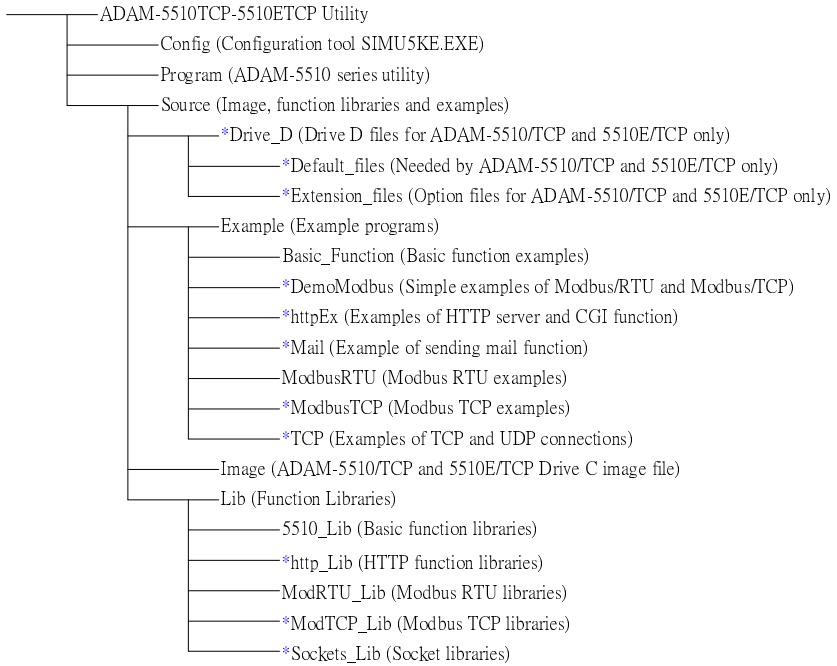 ADAM-5510TCP-5510ETCP Utility
Config (Configuration tool SIMU5KE.EXE)
Program (ADAM-5510 series utility)
Source (Image, function libraries and examples)
*Drive_D (Drive D files for ADAM-5510/TCP and 5510E/TCP only)
*Default_files (Needed by ADAM-5510/TCP and 5510E/TCP only)
*Extension_files (Option files for ADAM-5510/TCP and 5510E/TCP only)
Example (Example programs)
Basic_Function (Basic function examples)
*DemoModbus (Simple examples of Modbus/RTU and Modbus/TCP)
*httpEx (Examples of HTTP server and CGI function)
*Mail (Example of sending mail function)
ModbusRTU (Modbus RTU examples)
*ModbusTCP (Modbus TCP examples)
*TCP (Examples of TCP and UDP connections)
Image (ADAM-5510/TCP and 5510E/TCP Drive C image file)
Lib (Function Libraries)
5510_Lib (Basic function libraries)
*http_Lib (HTTP function libraries)
ModRTU_Lib (Modbus RTU libraries)
*ModTCP_Lib (Modbus TCP libraries)
*Sockets_Lib (Socket libraries)